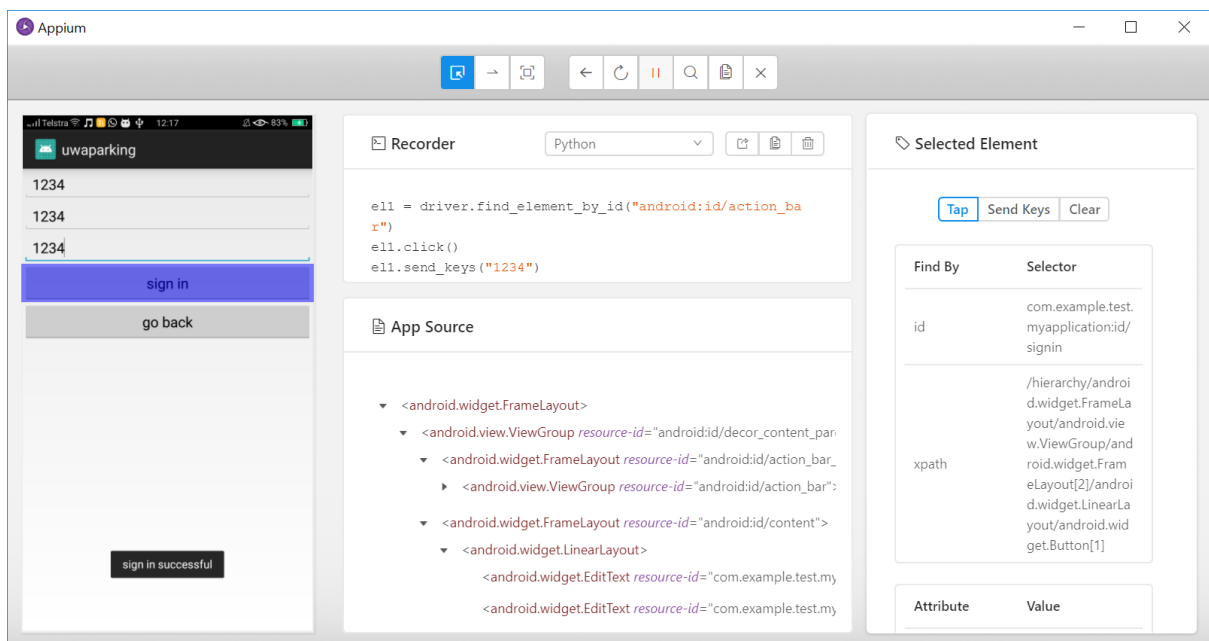 Appium
Telstra 12:17 83%
uwaparking
1234
1234
1234
sign in
go back
sign in successful
Recorder
Python
el1 = driver.find_element_by_id("android:id/action_ba
r")
el1.click()
el1.send_keys("1234")
App Source
<android.widget.FrameLayout>
<android.view.ViewGroup resource-id="android:id/decor_content_par
<android.widget.FrameLayout resource-id="android:id/action_bar_
<android.view.ViewGroup resource-id="android:id/action_bar">
<android.widget.FrameLayout resource-id="android:id/content">
<android.widget.LinearLayout>
<android.widget.EditText resource-id="com.example.test.my
<android.widget.EditText resource-id="com.example.test.my
Selected Element
Tap Send Keys Clear
Find By Selector
id
com.example.test.
myapplication:id/
signin
xpath
/hierarchy/androi
d.widget.FrameLa
yout/android.vie
w.ViewGroup/and
roid.widget.Fram
eLayout[2]/androi
d.widget.LinearLa
yout/android.wid
get.Button[1]
Attribute Value